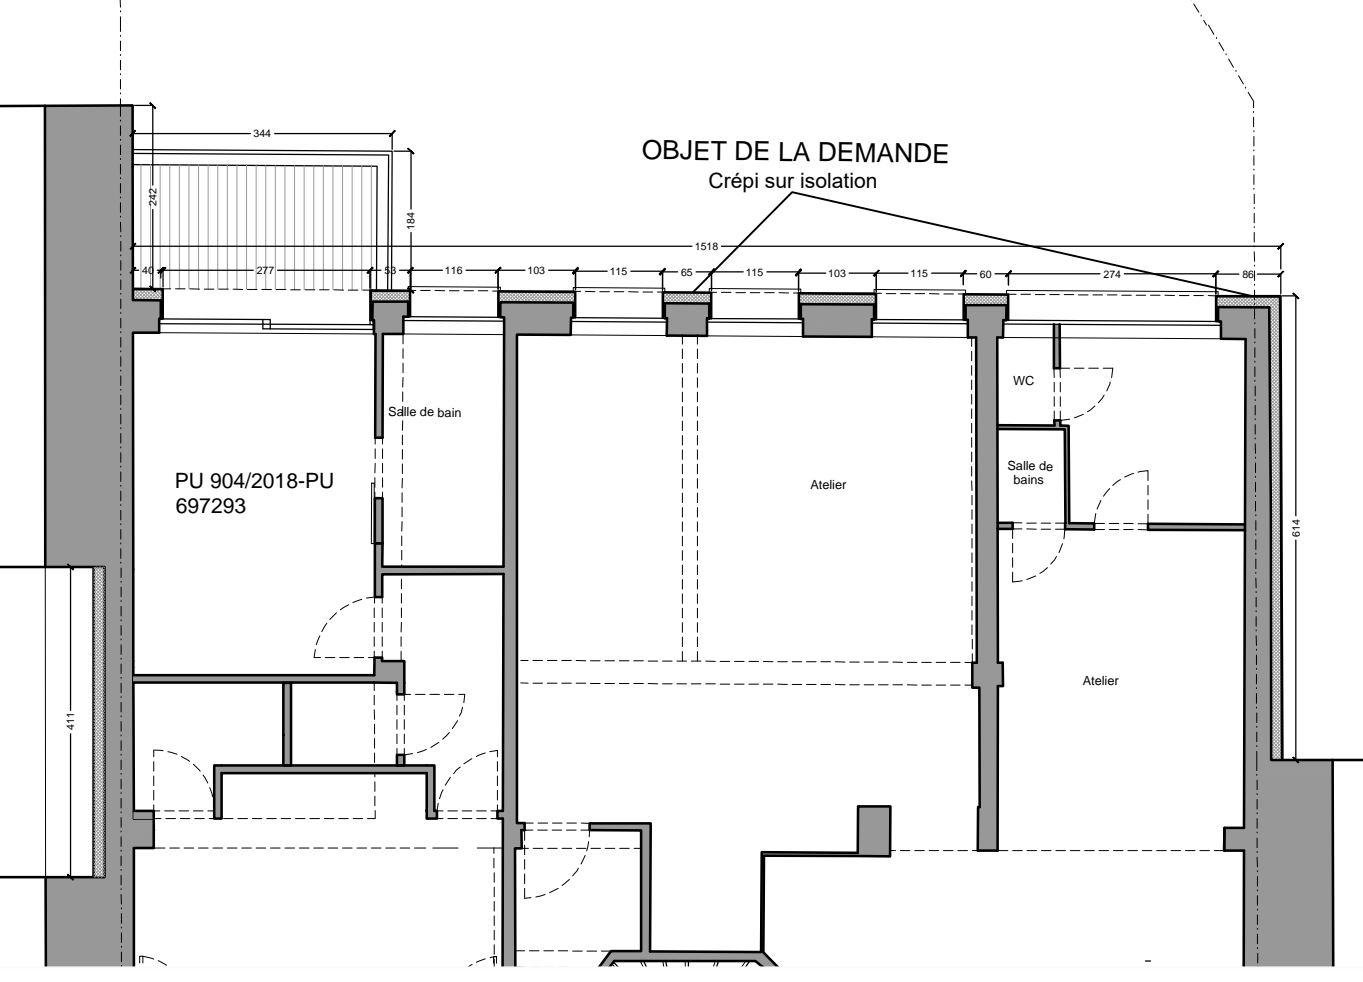 OBJET DE LA DEMANDE
Crépi sur isolation
344
242
184
1518
40
277
53
116
103
115
65
115
103
115
60
274
86
WC
Salle de bain
Salle de
bains
PU 904/2018-PU
697293
Atelier
614
Atelier
411